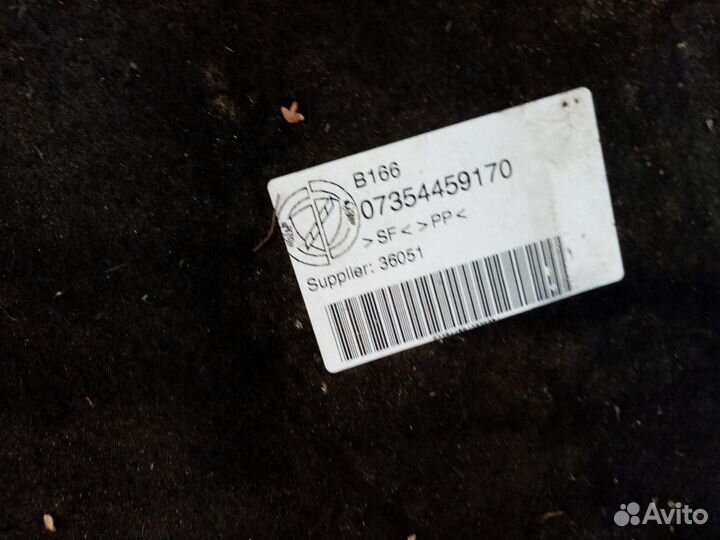 B166
07354459170
>SF< >PP<
Supplier: 36051
Avito